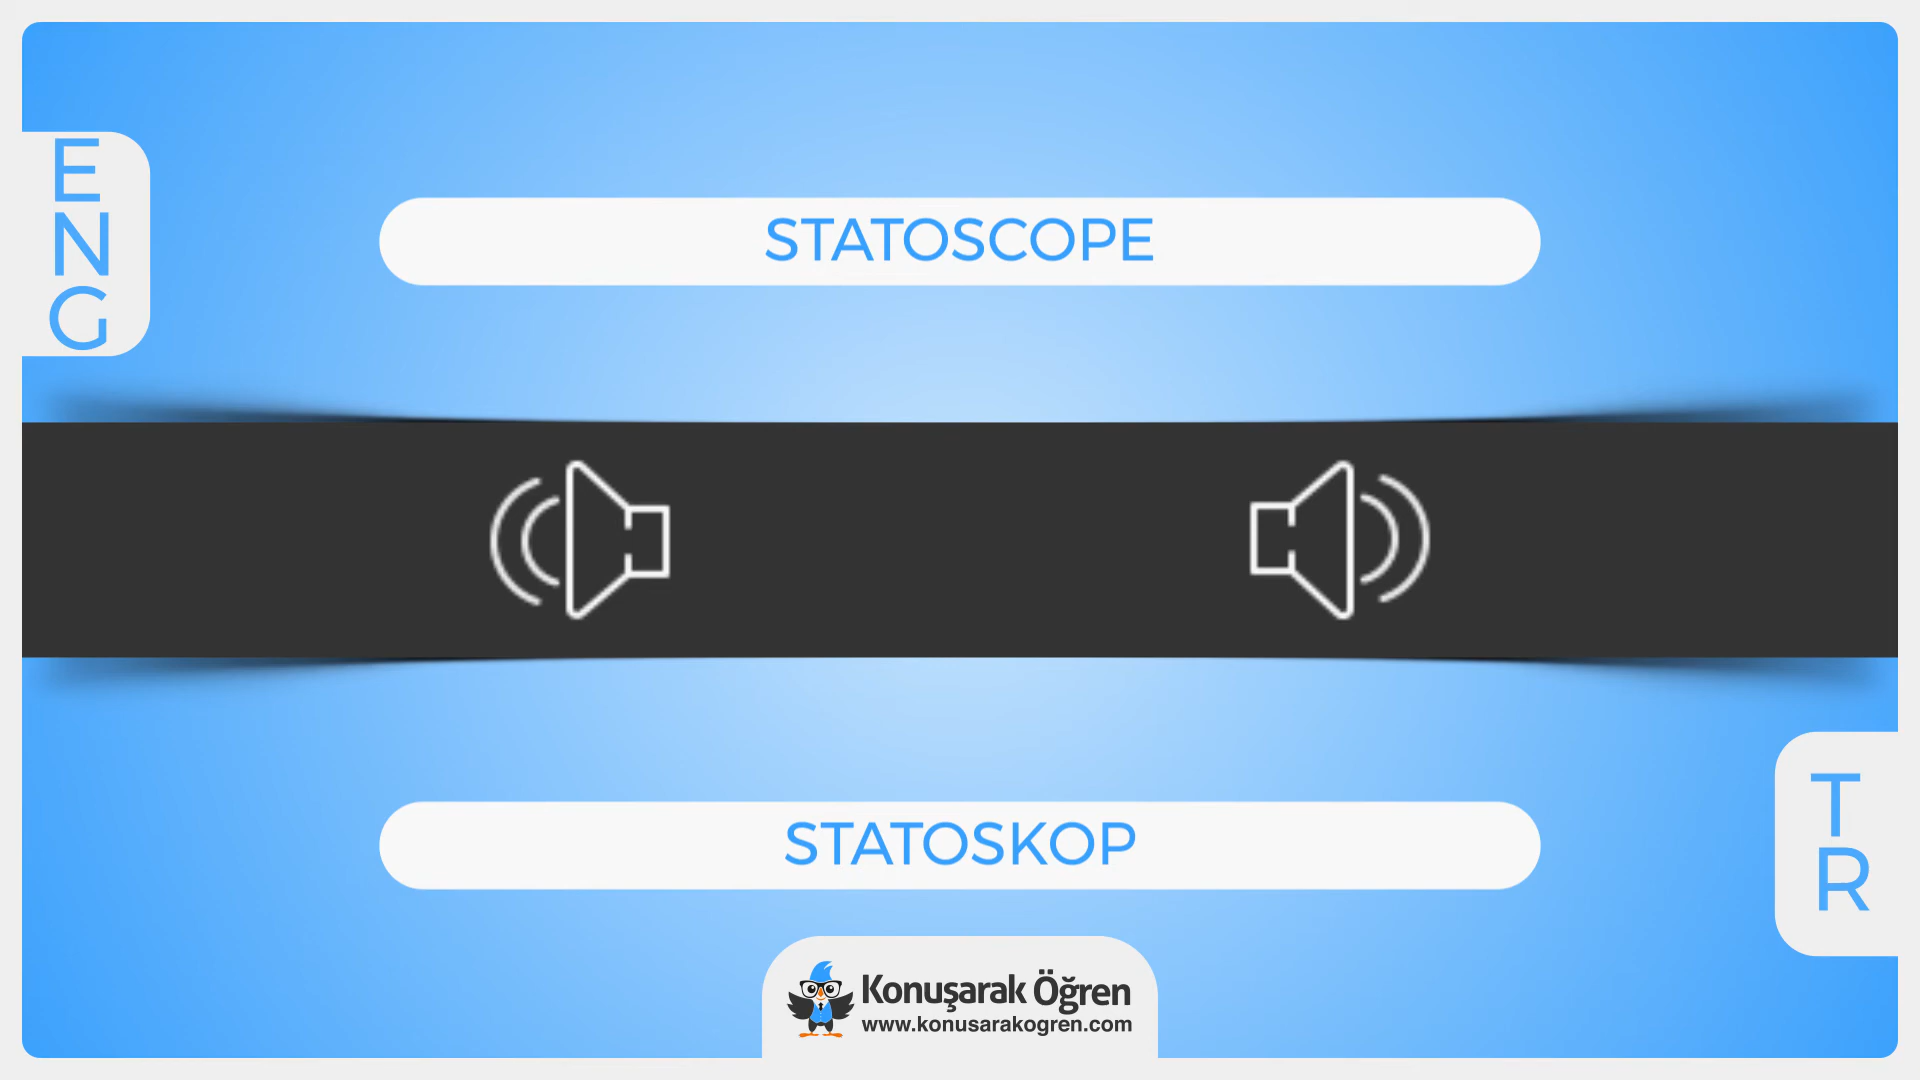 ENG
STATOSCOPE
STATOSKOP
TR
Konuşarak Öğren
www.konusarakogren.com